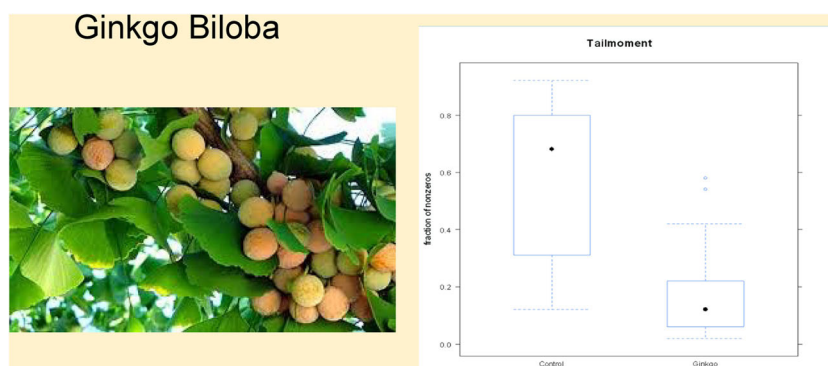 Ginkgo Biloba
Tailmoment
fraction of nonzeros
0.8
0.6
0.4
0.2
0.0
Control
Ginkgo